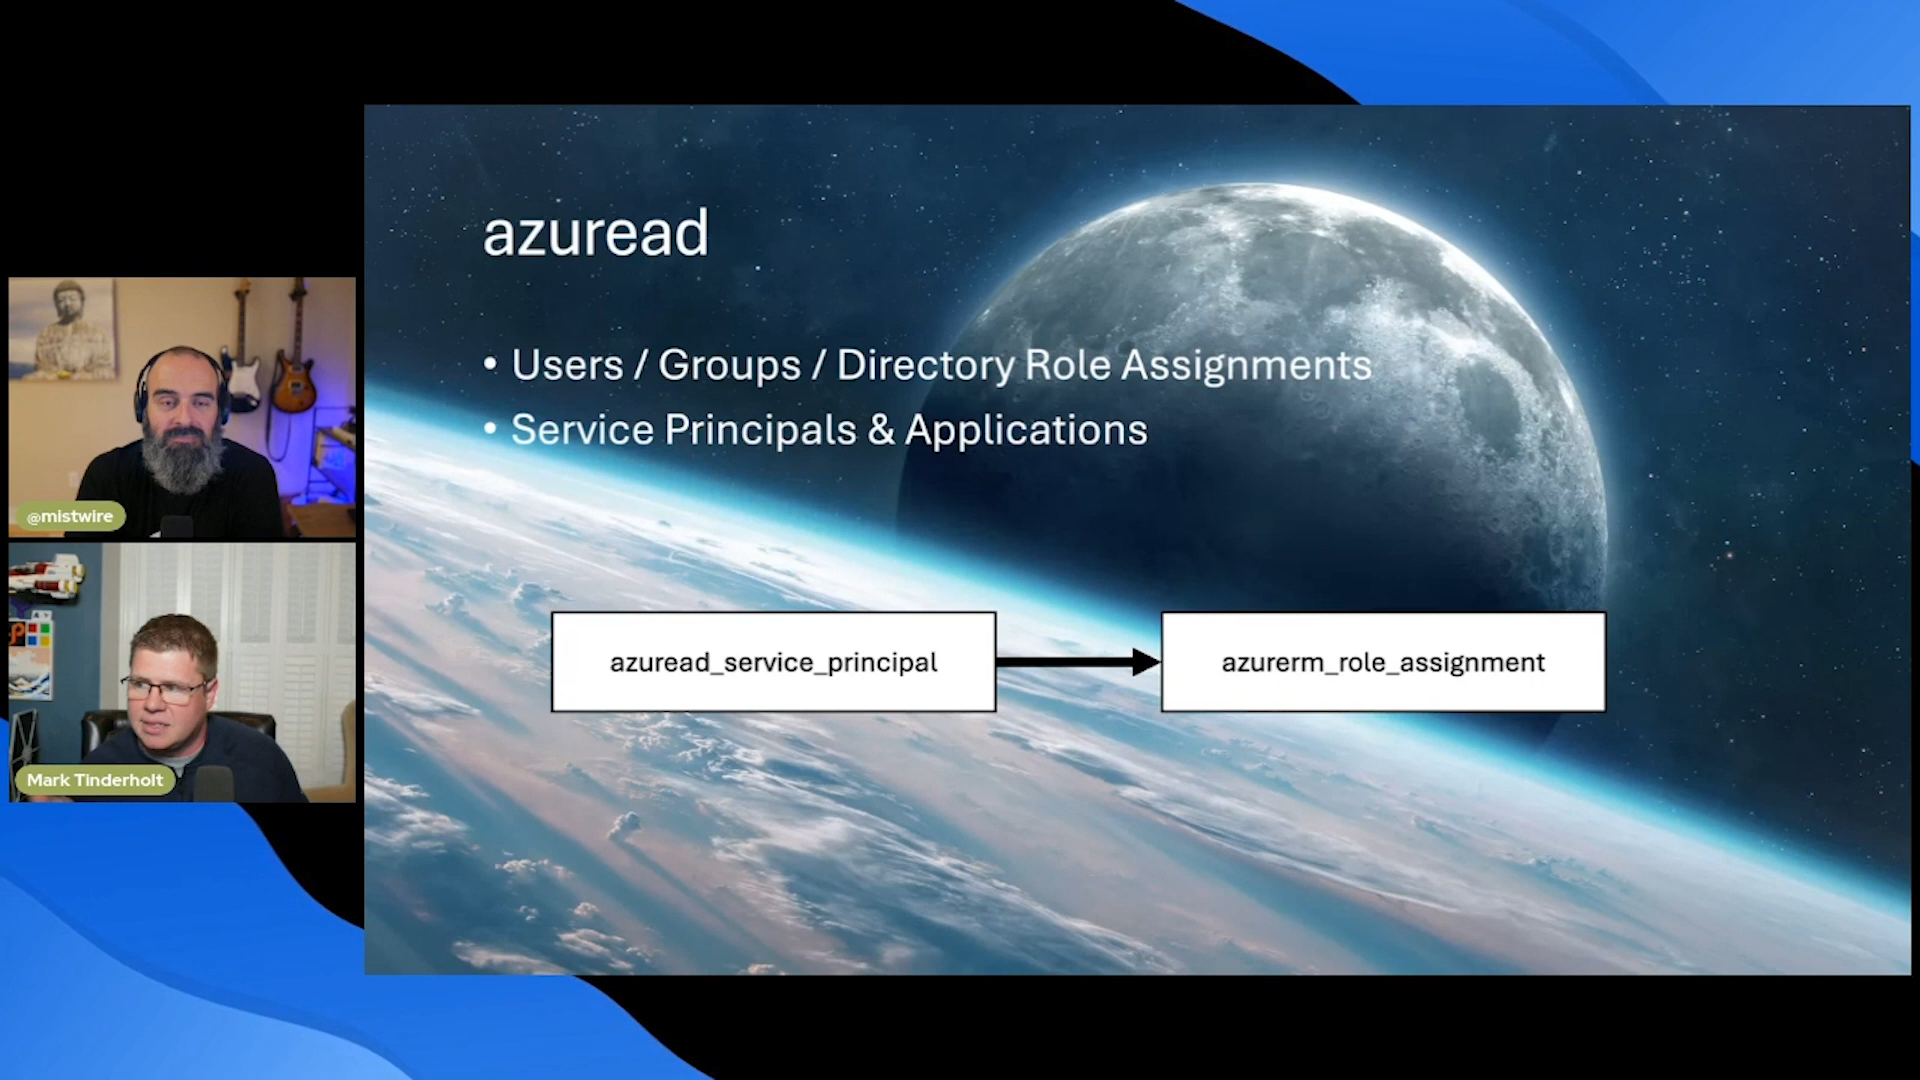 azuread
• Users / Groups / Directory Role Assignments
• Service Principals & Applications
azuread_service_principal
azurerm_role_assignment
@mistwire
Mark Tinderholt